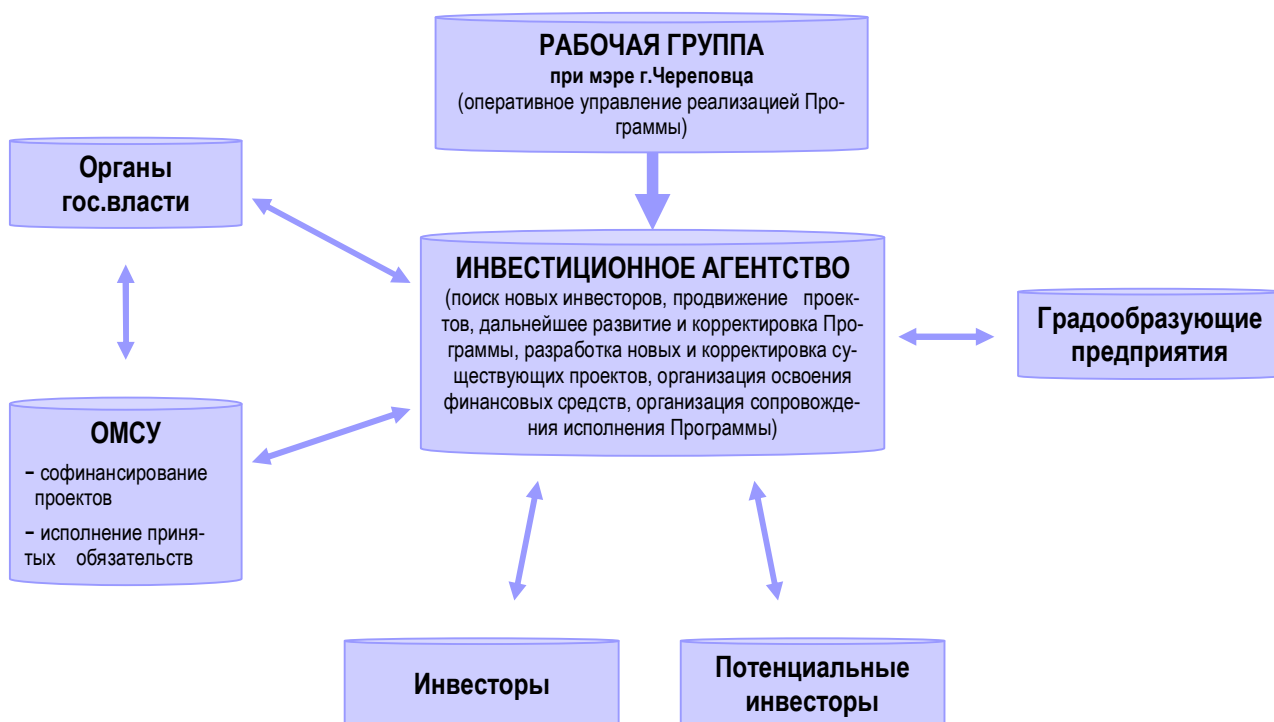 РАБОЧАЯ ГРУППА
при мэре г.Череповца
(оперативное управление реализацией Про-
граммы)
Органы
гос.власти
ИНВЕСТИЦИОННОЕ АГЕНТСТВО
(поиск новых инвесторов, продвижение проек-
тов, дальнейшее развитие и корректировка Про-
граммы, разработка новых и корректировка су-
ществующих проектов, организация освоения
финансовых средств, организация сопровожде-
ния исполнения Программы)
Градообразующие
предприятия
ОМСУ
– софинансирование
проектов
– исполнение приня-
тых обязательств
Инвесторы
Потенциальные
инвесторы